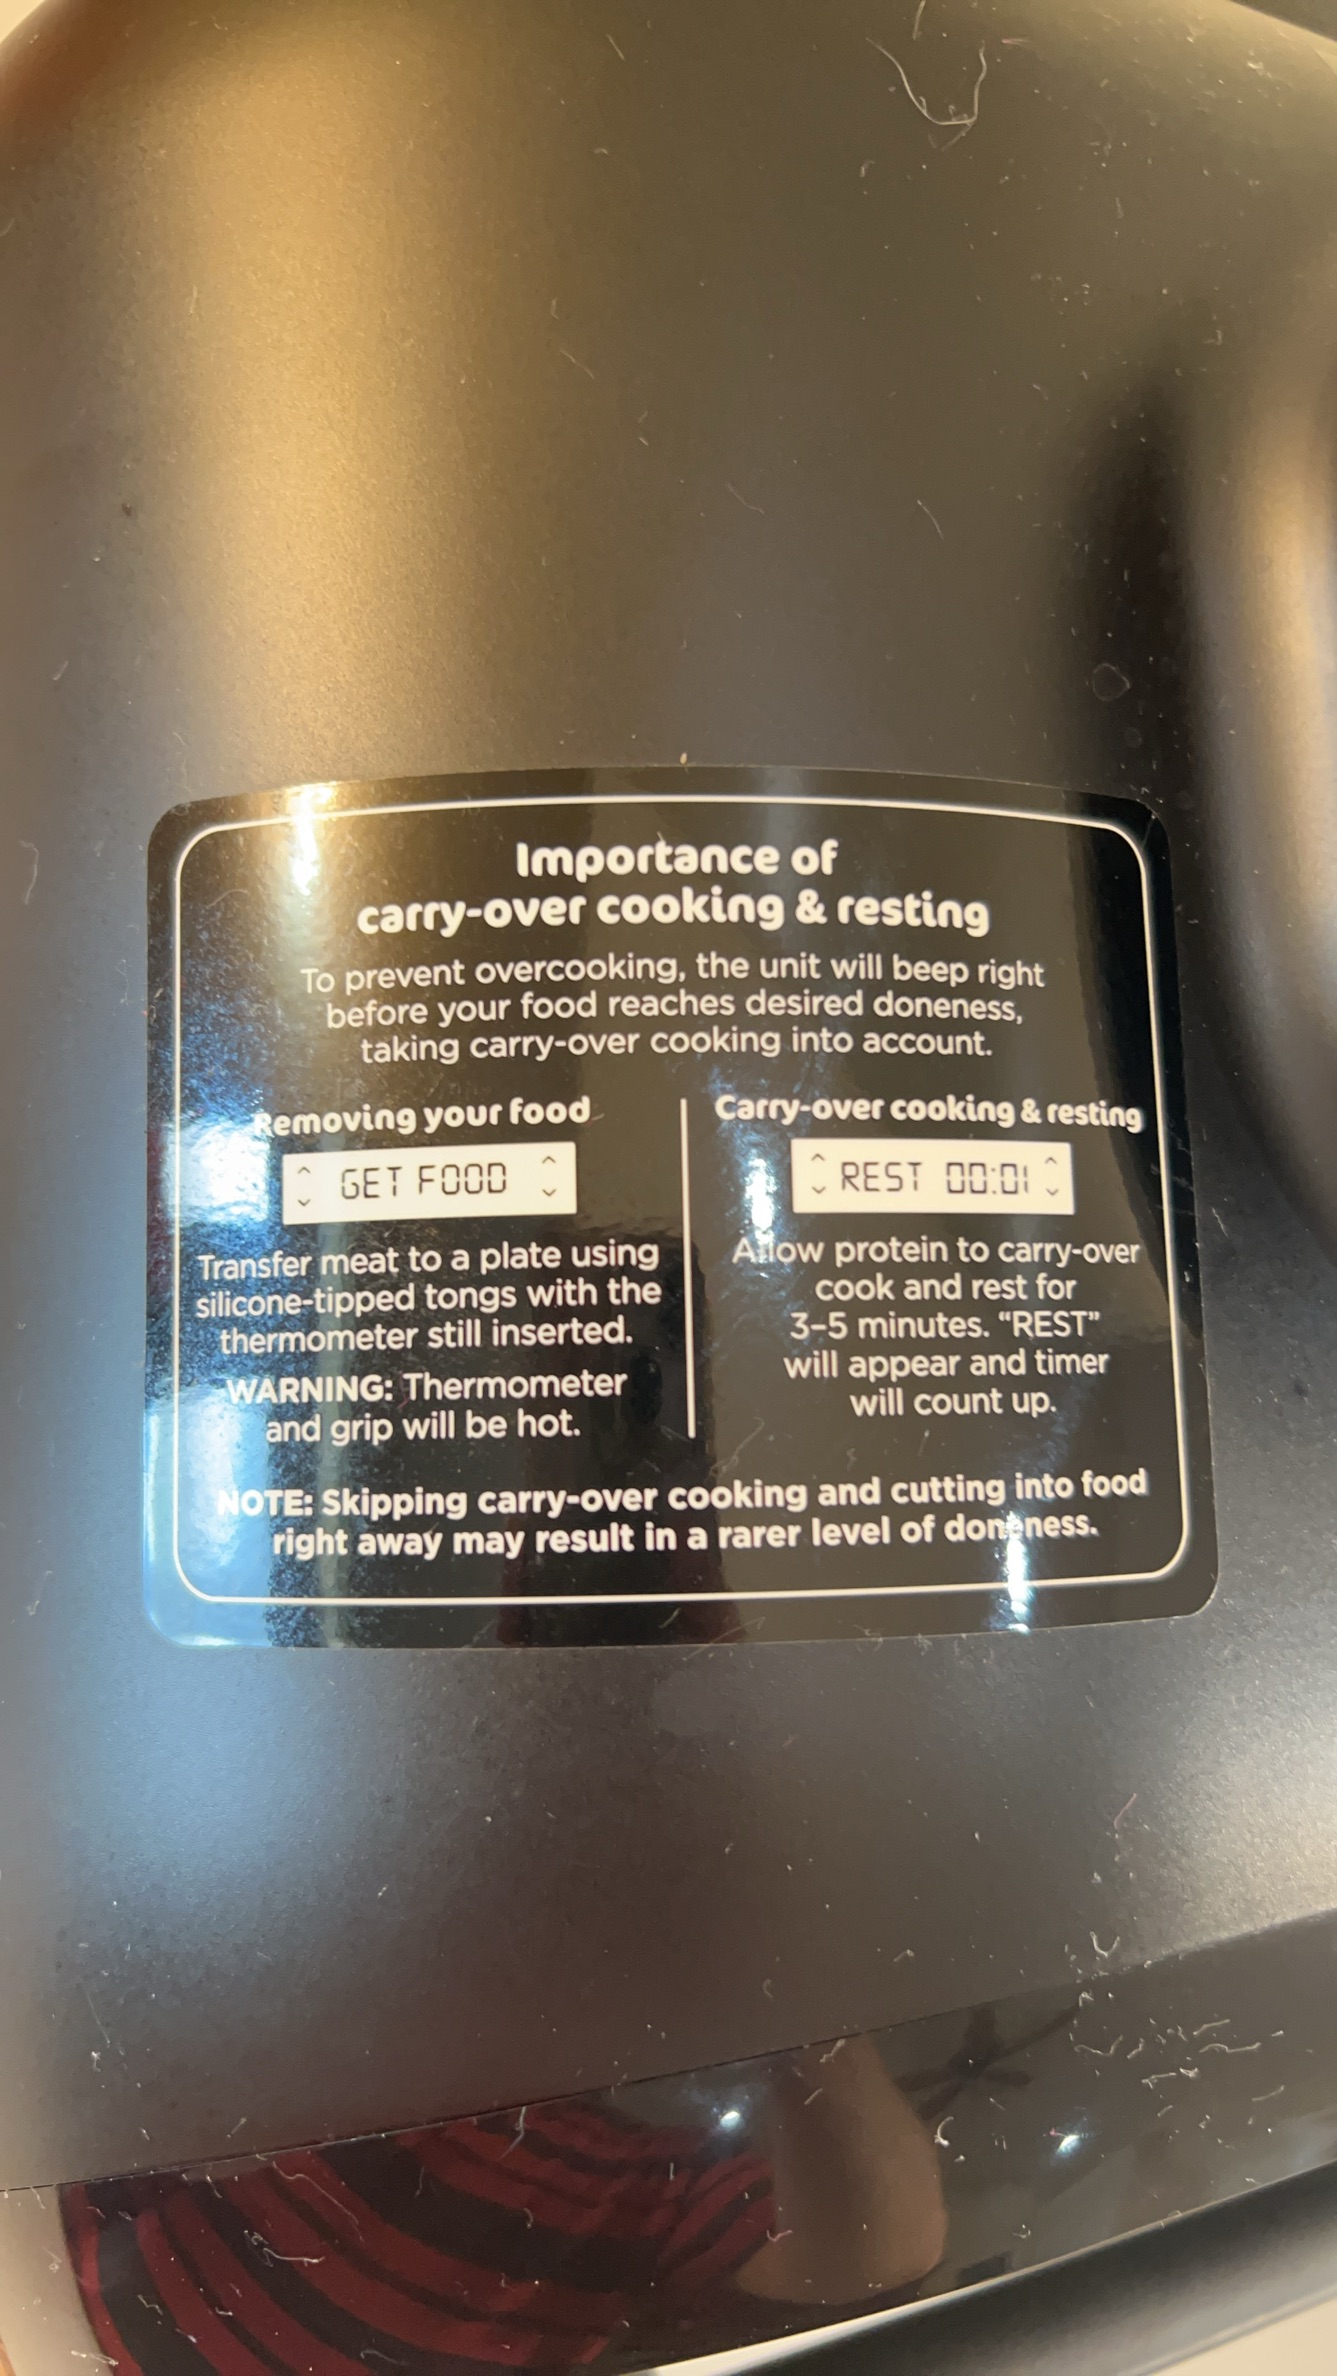 Importance of
carry-over cooking & resting
To prevent overcooking, the unit will beep right
before your food reaches desired doneness,
taking carry-over cooking into account.
Removing your food
GET FOOD
Transfer meat to a plate using
silicone-tipped tongs with the
thermometer still inserted.
WARNING: Thermometer
and grip will be hot.
Carry-over cooking & resting
REST 00:01
Allow protein to carry-over
cook and rest for
3-5 minutes. “REST”
will appear and timer
will count up.
NOTE: Skipping carry-over cooking and cutting into food
right away may result in a rarer level of doneness.